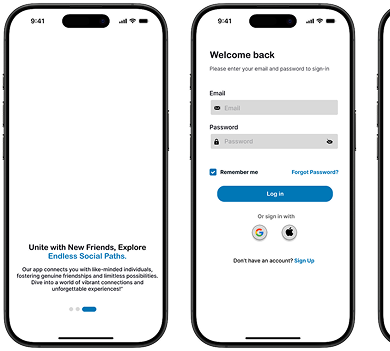 9:41
Unite with New Friends, Explore
Endless Social Paths.
Our app connects you with like-minded individuals,
fostering genuine friendships and limitless possibilities.
Dive into a world of vibrant connections and
unforgettable experiences!"
9:41
Welcome back
Please enter your email and password to sign-in
Email
Email
Password
Password
Remember me
Forgot Password?
Log in
Or sign in with
G
Don't have an account? Sign Up